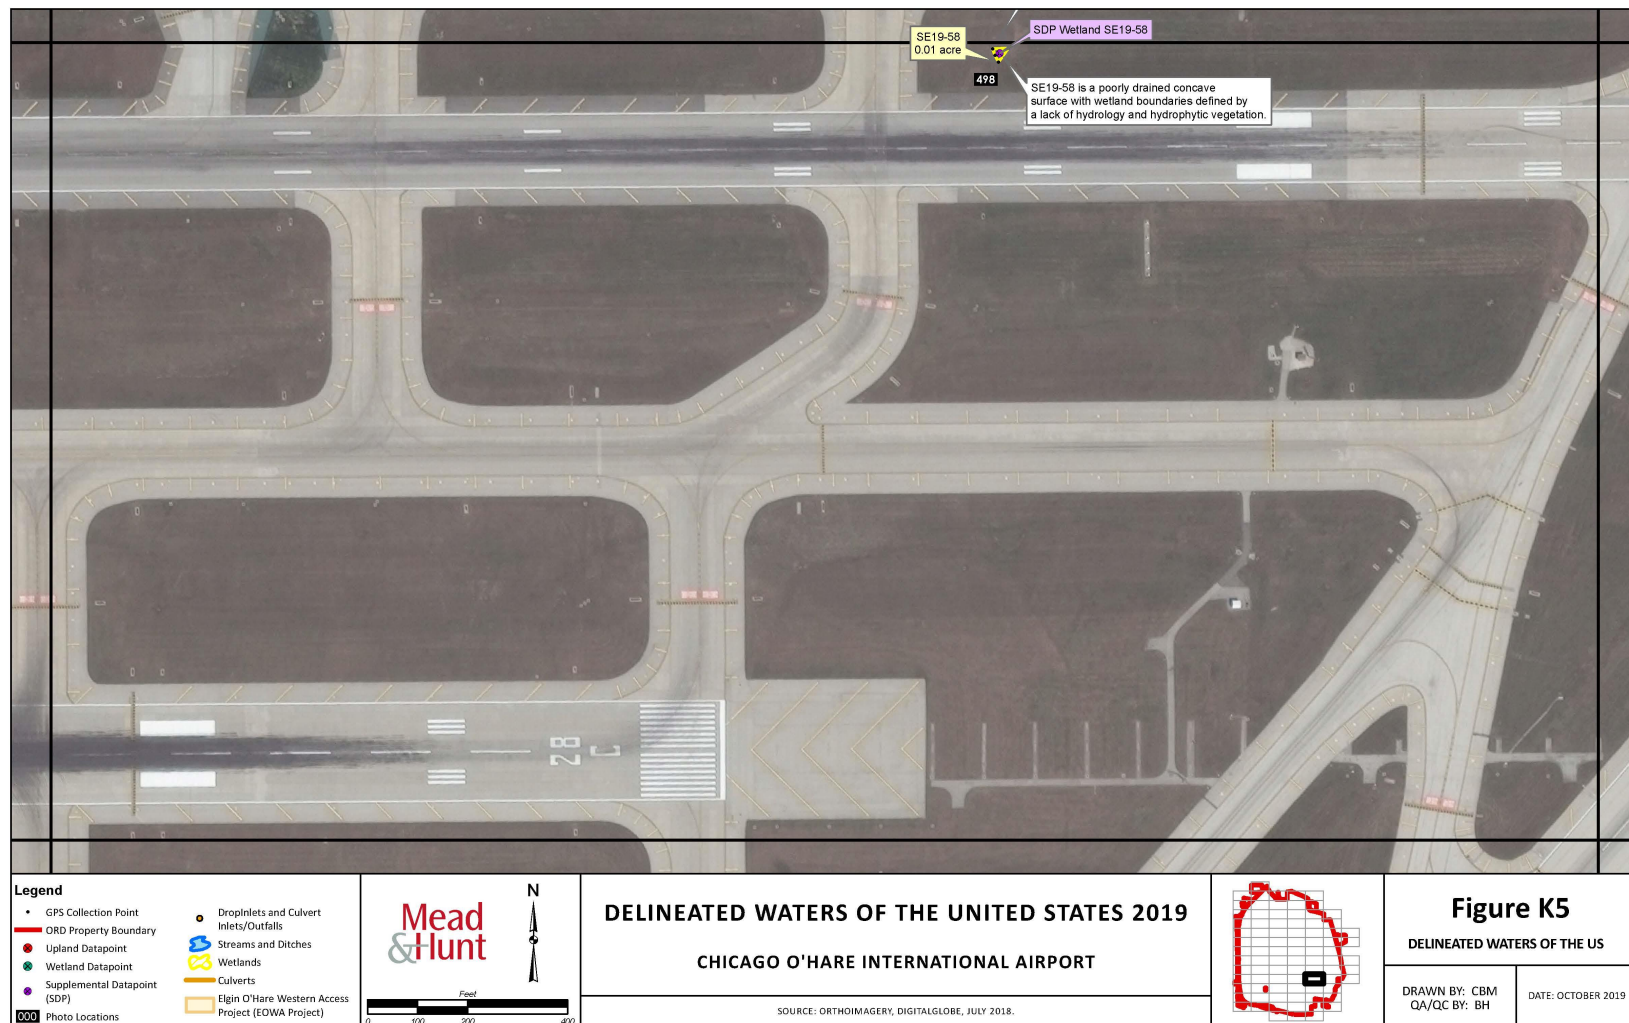 SE19-58
0.01 acre
SDP Wetland SE19-58
498
SE19-58 is a poorly drained concave
surface with wetland boundaries defined by
a lack of hydrology and hydrophytic vegetation.
28
L
Legend
GPS Collection Point
ORD Property Boundary
Upland Datapoint
Wetland Datapoint
Supplemental Datapoint
(SDP)
000 Photo Locations
DropInlets and Culvert
Inlets/Outfalls
Streams and Ditches
Wetlands
Culverts
Elgin O'Hare Western Access
Project (EOWA Project)
Mead
&Hunt
N
Feet
0 100 200 400
DELINEATED WATERS OF THE UNITED STATES 2019
CHICAGO O'HARE INTERNATIONAL AIRPORT
SOURCE: ORTHOIMAGERY, DIGITALGLOBE, JULY 2018.
Figure K5
DELINEATED WATERS OF THE US
DRAWN BY: CBM
QA/QC BY: BH
DATE: OCTOBER 2019